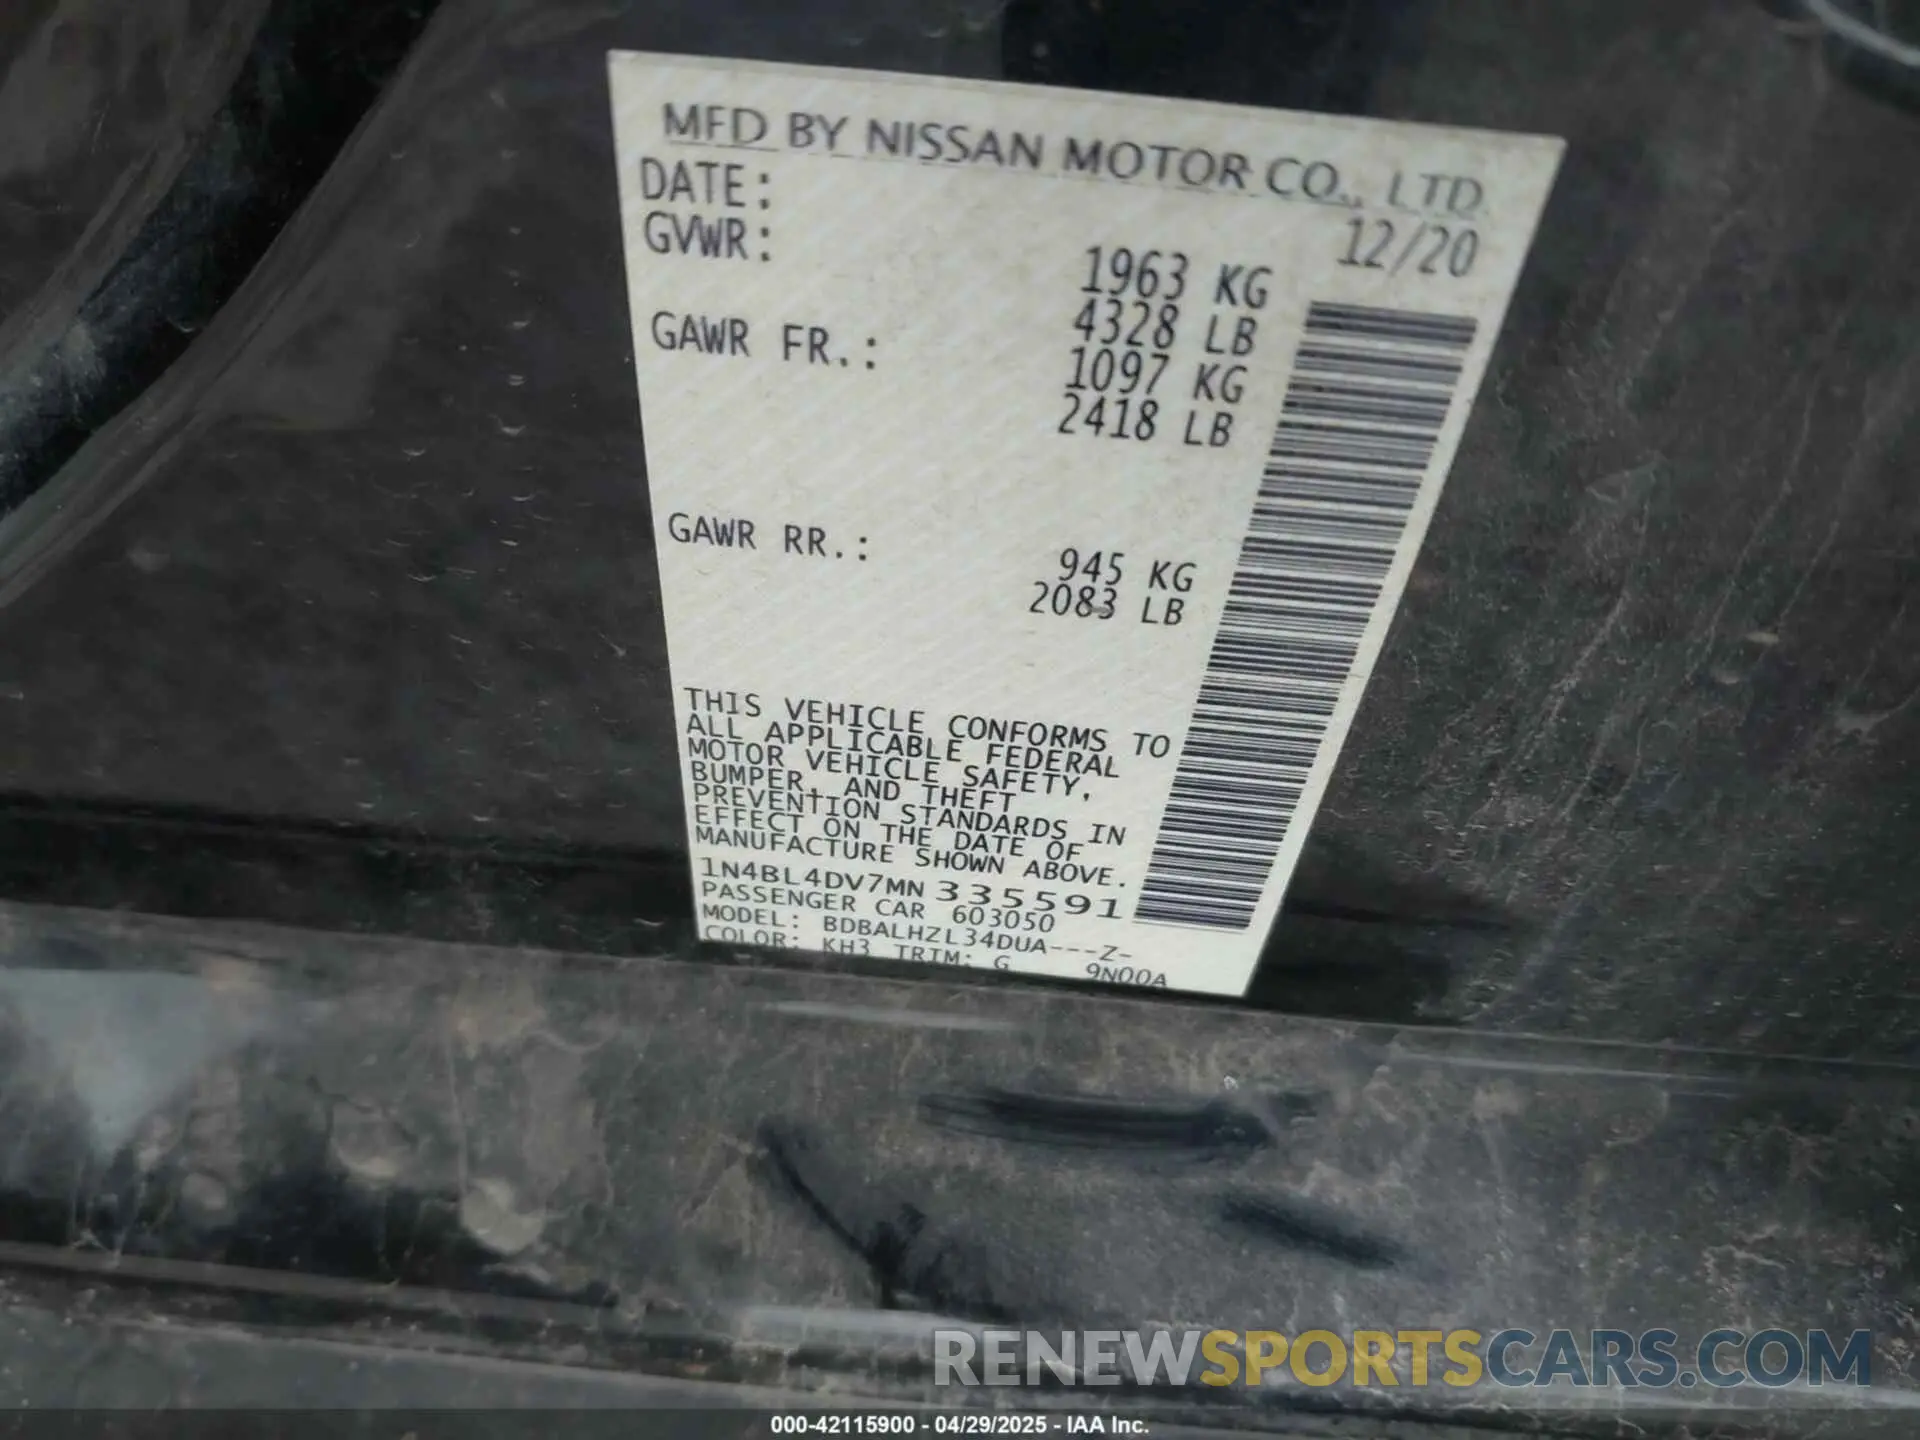 MFD BY NISSAN MOTOR CO., LTD.
DATE: 12/20
GVWR: 1963 KG
4328 LB
GAWR FR.: 1097 KG
2418 LB
GAWR RR.: 945 KG
2083 LB
THIS VEHICLE CONFORMS TO
ALL APPLICABLE FEDERAL
MOTOR VEHICLE SAFETY,
BUMPER, AND THEFT
PREVENTION STANDARDS IN
EFFECT ON THE DATE OF
MANUFACTURE SHOWN ABOVE.
1N4BL4DV7MN 335591
PASSENGER CAR 603050
MODEL: BDBALHZL34DUA---Z-
COLOR: KH3 TRIM: G 9N00A
RENEWSPORTSCARS.COM
000-42115900 - 04/29/2025 - IAA Inc.